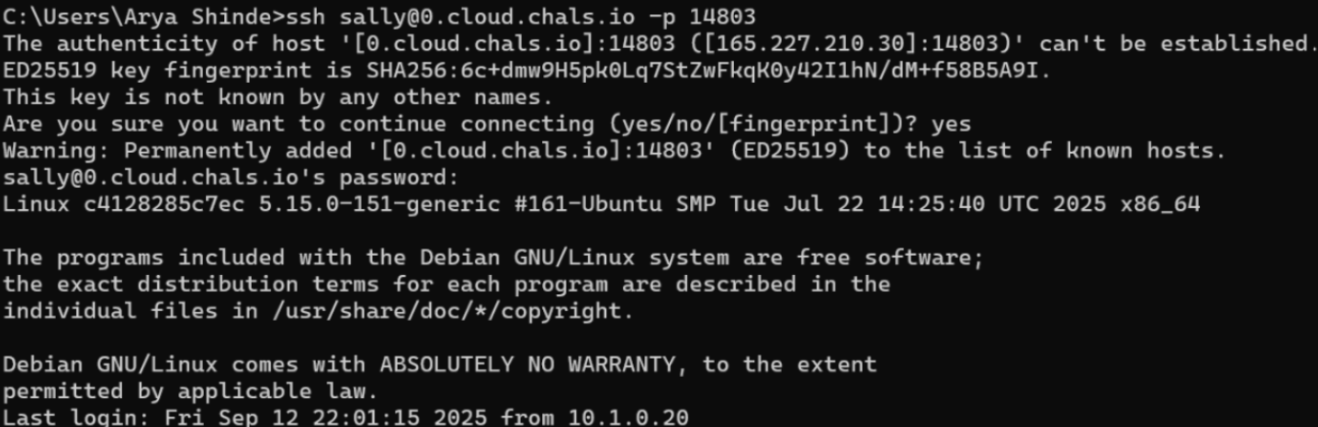 C:\Users\Arya Shinde>ssh sally@0.cloud.chals.io -p 14803
The authenticity of host '[0.cloud.chals.io]:14803 ([165.227.210.30]:14803)' can't be established.
ED25519 key fingerprint is SHA256:6c+dmw9H5pk0Lq7StZwFkqK0y42I1hN/dM+f58B5A9I.
This key is not known by any other names.
Are you sure you want to continue connecting (yes/no/[fingerprint])? yes
Warning: Permanently added '[0.cloud.chals.io]:14803' (ED25519) to the list of known hosts.
sally@0.cloud.chals.io's password:
Linux c4128285c7ec 5.15.0-151-generic #161-Ubuntu SMP Tue Jul 22 14:25:40 UTC 2025 x86_64

The programs included with the Debian GNU/Linux system are free software;
the exact distribution terms for each program are described in the
individual files in /usr/share/doc/*/copyright.

Debian GNU/Linux comes with ABSOLUTELY NO WARRANTY, to the extent
permitted by applicable law.
Last login: Fri Sep 12 22:01:15 2025 from 10.1.0.20